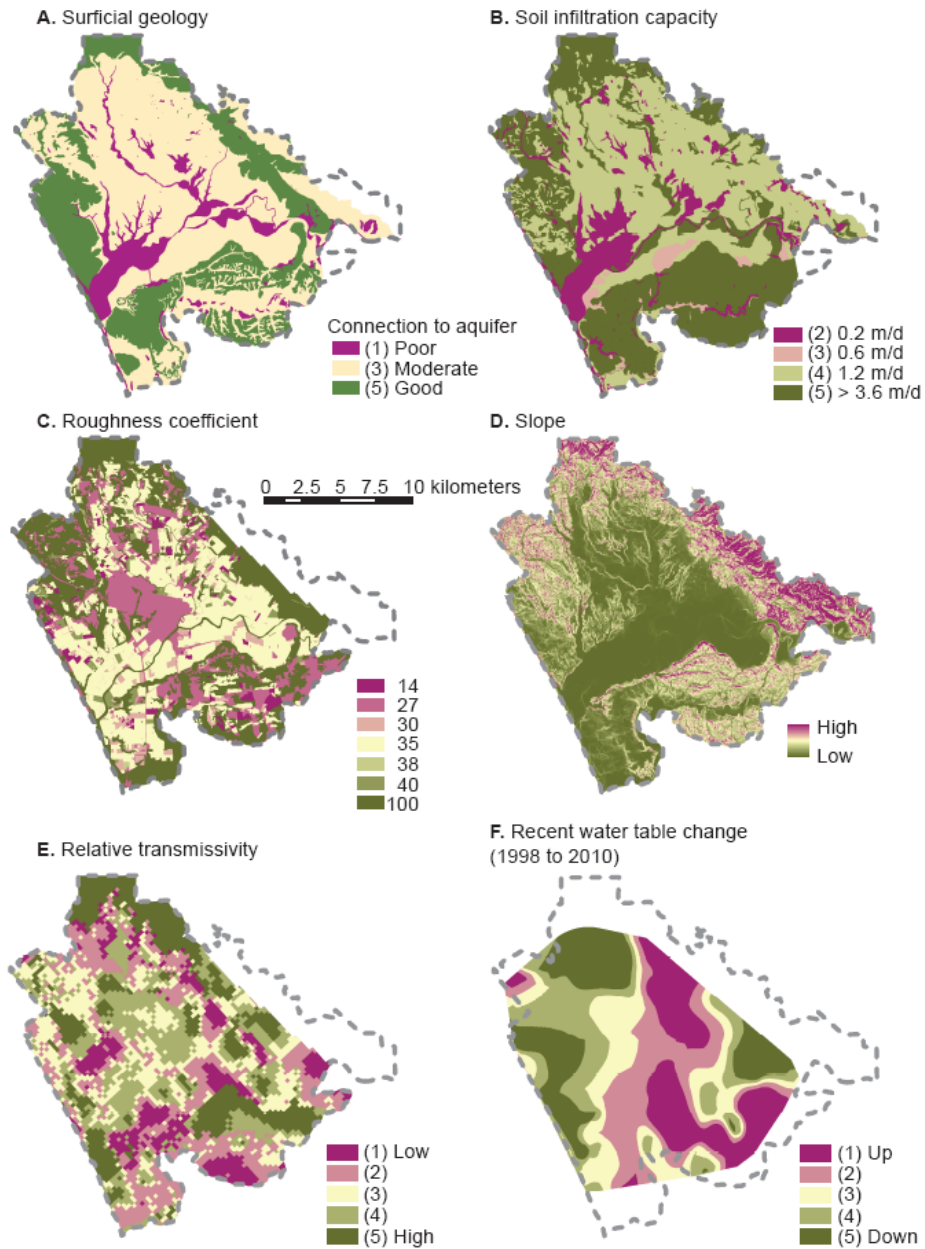 A. Surficial geology
Connection to aquifer
(1) Poor
(3) Moderate
(5) Good
B. Soil infiltration capacity
(2) 0.2 m/d
(3) 0.6 m/d
(4) 1.2 m/d
(5) > 3.6 m/d
C. Roughness coefficient
0 2.5 5 7.5 10 kilometers
14
27
30
35
38
40
100
D. Slope
High
Low
E. Relative transmissivity
(1) Low
(2)
(3)
(4)
(5) High
F. Recent water table change
(1998 to 2010)
(1) Up
(2)
(3)
(4)
(5) Down